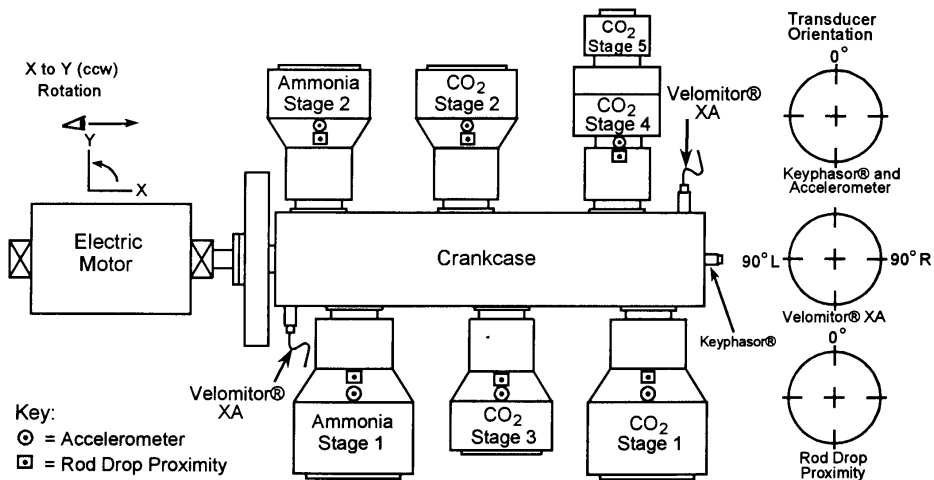 X to Y (ccw)
Rotation
Y
X
Ammonia
Stage 2
CO₂
Stage 2
CO₂
Stage 5
CO₂
Stage 4
Velomitor®
XA
Transducer
Orientation
0°
Keyphasor® and
Accelerometer
Electric
Motor
Crankcase
90°L
90°R
Velomitor® XA
Keyphasor®
0°
Velomitor®
XA
Ammonia
Stage 1
CO₂
Stage 3
CO₂
Stage 1
Rod Drop
Proximity
Key:
= Accelerometer
= Rod Drop Proximity